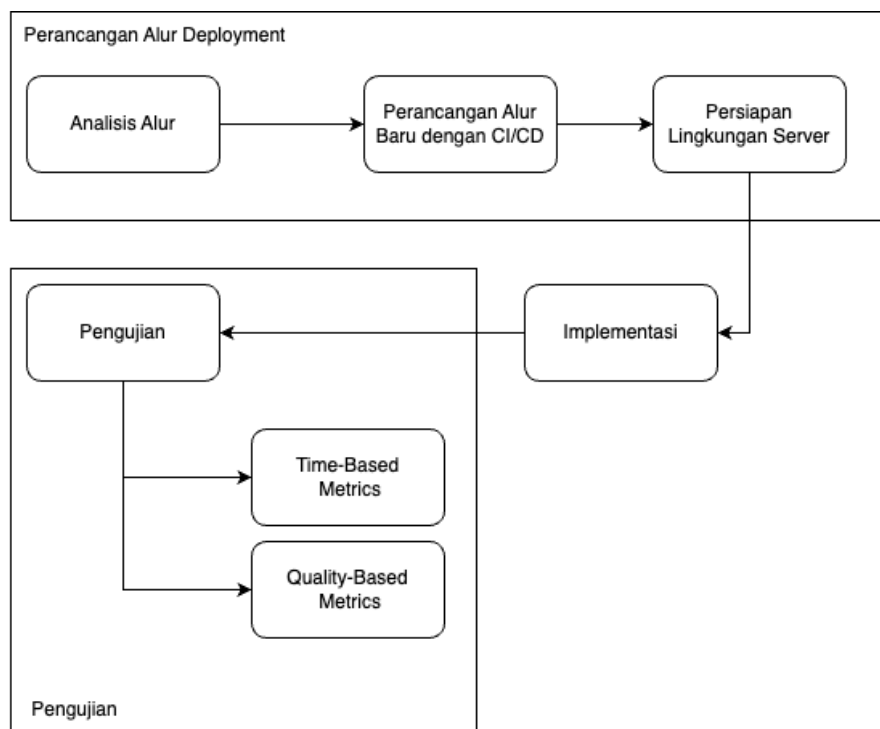 Perancangan Alur Deployment
Analisis Alur
Perancangan Alur
Baru dengan CI/CD
Persiapan
Lingkungan Server
Pengujian
Implementasi
Time-Based
Metrics
Quality-Based
Metrics
Pengujian